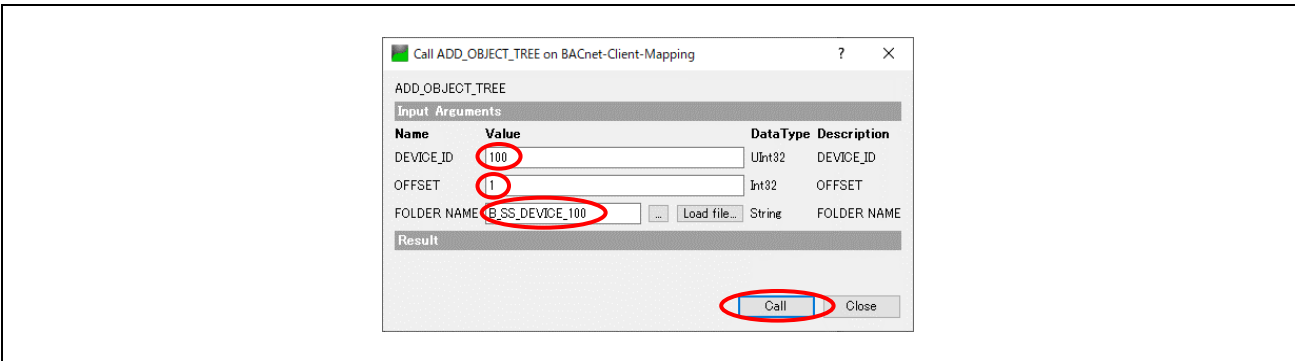 Call ADD_OBJECT_TREE on BACnet-Client-Mapping ? ×
ADD_OBJECT_TREE
Input Arguments
Name Value DataType Description
DEVICE_ID 100 UInt32 DEVICE_ID
OFFSET 1 Int32 OFFSET
FOLDER NAME B_SS_DEVICE_100 ... Load file... String FOLDER NAME
Result
Call Close